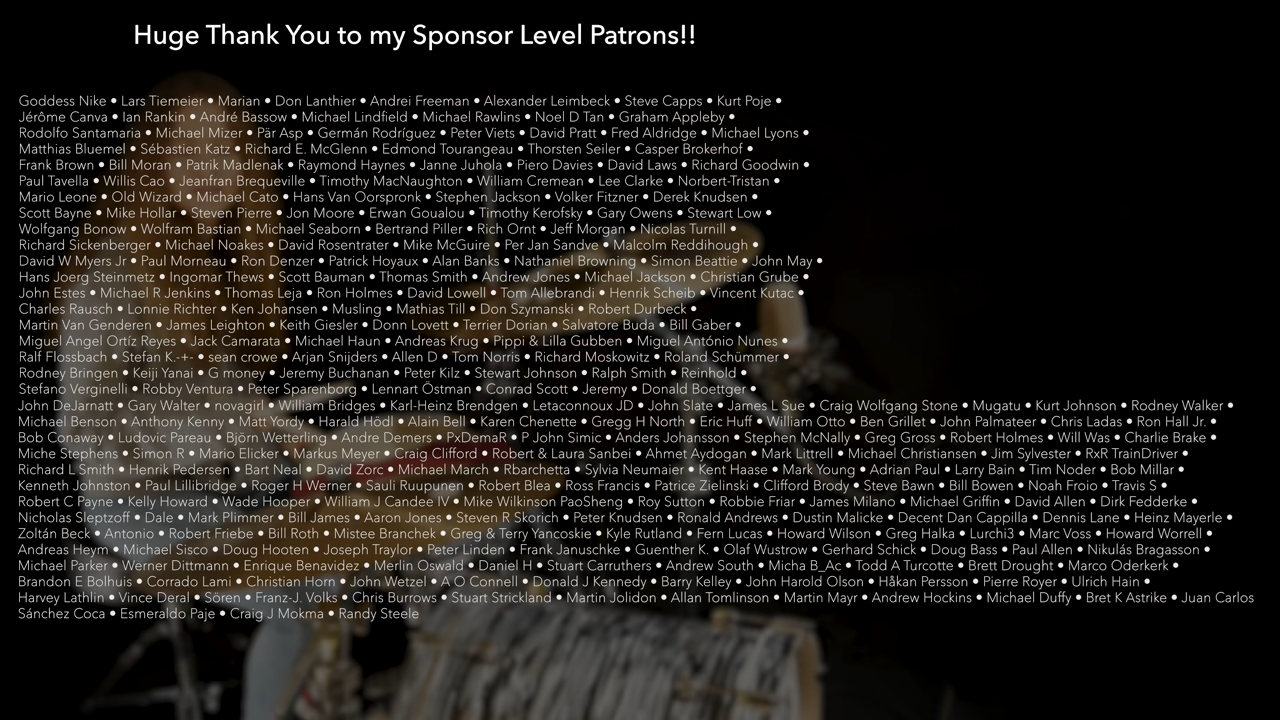 Huge Thank You to my Sponsor Level Patrons!!
Goddess Nike • Lars Tiemeier • Marian • Don Lanthier • Andrei Freeman • Alexander Leimbeck • Steve Capps • Kurt Poje •
Jérôme Canva • Ian Rankin • André Bassow • Michael Lindfield • Michael Rawlins • Noel D Tan • Graham Appleby •
Rodolfo Santamaria • Michael Mizer • Pär Asp • Germán Rodríguez • Peter Viets • David Pratt • Fred Aldridge • Michael Lyons •
Matthias Bluemel • Sébastien Katz • Richard E. McGlenn • Edmond Tourangeau • Thorsten Seiler • Casper Brokerhof •
Frank Brown • Bill Moran • Patrik Madlenak • Raymond Haynes • Janne Juhola • Piero Davies • David Laws • Richard Goodwin •
Paul Tavella • Willis Cao • Jeanfran Brequeville • Timothy MacNaughton • William Cremean • Lee Clarke • Norbert-Tristan •
Mario Leone • Old Wizard • Michael Cato • Hans Van Oorspronk • Stephen Jackson • Volker Fitzner • Derek Knudsen •
Scott Bayne • Mike Hollar • Steven Pierre • Jon Moore • Erwan Goualou • Timothy Kerofsky • Gary Owens • Stewart Low •
Wolfgang Bonow • Wolfram Bastian • Michael Seaborn • Bertrand Piller • Rich Ornt • Jeff Morgan • Nicolas Turnill •
Richard Sickenberger • Michael Noakes • David Rosentrater • Mike McGuire • Per Jan Sandve • Malcolm Reddihough •
David W Myers Jr • Paul Morneau • Ron Denzer • Patrick Hoyaux • Alan Banks • Nathaniel Browning • Simon Beattie • John May •
Hans Joerg Steinmetz • Ingomar Thews • Scott Bauman • Thomas Smith • Andrew Jones • Michael Jackson • Christian Grube •
John Estes • Michael R Jenkins • Thomas Leja • Ron Holmes • David Lowell • Tom Allebrandi • Henrik Scheib • Vincent Kutac •
Charles Rausch • Lonnie Richter • Ken Johansen • Musling • Mathias Till • Don Szymanski • Robert Durbeck •
Martin Van Genderen • James Leighton • Keith Giesler • Donn Lovett • Terrier Dorian • Salvatore Buda • Bill Gaber •
Miguel Angel Ortíz Reyes • Jack Camarata • Michael Haun • Andreas Krug • Pippi & Lilla Gubben • Miguel António Nunes •
Ralf Flossbach • Stefan K.-+- • sean crowe • Arjan Snijders • Allen D • Tom Norris • Richard Moskowitz • Roland Schümmer •
Rodney Bringen • Keiji Yanai • G money • Jeremy Buchanan • Peter Kilz • Stewart Johnson • Ralph Smith • Reinhold •
Stefano Verginelli • Robby Ventura • Peter Sparenborg • Lennart Östman • Conrad Scott • Jeremy • Donald Boettger •
John DeJarnatt • Gary Walter • novagirl • William Bridges • Karl-Heinz Brendgen • Letaconnoux JD • John Slate • James L Sue • Craig Wolfgang Stone • Mugatu • Kurt Johnson • Rodney Walker •
Michael Benson • Anthony Kenny • Matt Yordy • Harald Hödl • Alain Bell • Karen Chenette • Gregg H North • Eric Huff • William Otto • Ben Grillet • John Palmateer • Chris Ladas • Ron Hall Jr. •
Bob Conaway • Ludovic Pareau • Björn Wetterling • Andre Demers • PxDemaR • P John Simic • Anders Johansson • Stephen McNally • Greg Gross • Robert Holmes • Will Was • Charlie Brake •
Miche Stephens • Simon R • Mario Elicker • Markus Meyer • Craig Clifford • Robert & Laura Sanbei • Ahmet Aydogan • Mark Littrell • Michael Christiansen • Jim Sylvester • RxR TrainDriver •
Richard L Smith • Henrik Pedersen • Bart Neal • David Zorc • Michael March • Rbarchetta • Sylvia Neumaier • Kent Haase • Mark Young • Adrian Paul • Larry Bain • Tim Noder • Bob Millar •
Kenneth Johnston • Paul Lillibridge • Roger H Werner • Sauli Ruupunen • Robert Blea • Ross Francis • Patrice Zielinski • Clifford Brody • Steve Bawn • Bill Bowen • Noah Froio • Travis S •
Robert C Payne • Kelly Howard • Wade Hooper • William J Candee IV • Mike Wilkinson PaoSheng • Roy Sutton • Robbie Friar • James Milano • Michael Griffin • David Allen • Dirk Fedderke •
Nicholas Sleptzoff • Dale • Mark Plimmer • Bill James • Aaron Jones • Steven R Skorich • Peter Knudsen • Ronald Andrews • Dustin Malicke • Decent Dan Cappilla • Dennis Lane • Heinz Mayerle •
Zoltán Beck • Antonio • Robert Friebe • Bill Roth • Mistee Branchek • Greg & Terry Yancoskie • Kyle Rutland • Fern Lucas • Howard Wilson • Greg Halka • Lurchi3 • Marc Voss • Howard Worrell •
Andreas Heym • Michael Sisco • Doug Hooten • Joseph Traylor • Peter Linden • Frank Januschke • Guenther K. • Olaf Wustrow • Gerhard Schick • Doug Bass • Paul Allen • Nikulás Bragasson •
Michael Parker • Werner Dittmann • Enrique Benavidez • Merlin Oswald • Daniel H • Stuart Carruthers • Andrew South • Micha B_Ac • Todd A Turcotte • Brett Drought • Marco Oderkerk •
Brandon E Bolhuis • Corrado Lami • Christian Horn • John Wetzel • A O Connell • Donald J Kennedy • Barry Kelley • John Harold Olson • Håkan Persson • Pierre Royer • Ulrich Hain •
Harvey Lathlin • Vince Deral • Sören • Franz-J. Volks • Chris Burrows • Stuart Strickland • Martin Jolidon • Allan Tomlinson • Martin Mayr • Andrew Hockins • Michael Duffy • Bret K Astrike • Juan Carlos
Sánchez Coca • Esmeraldo Paje • Craig J Mokma • Randy Steele